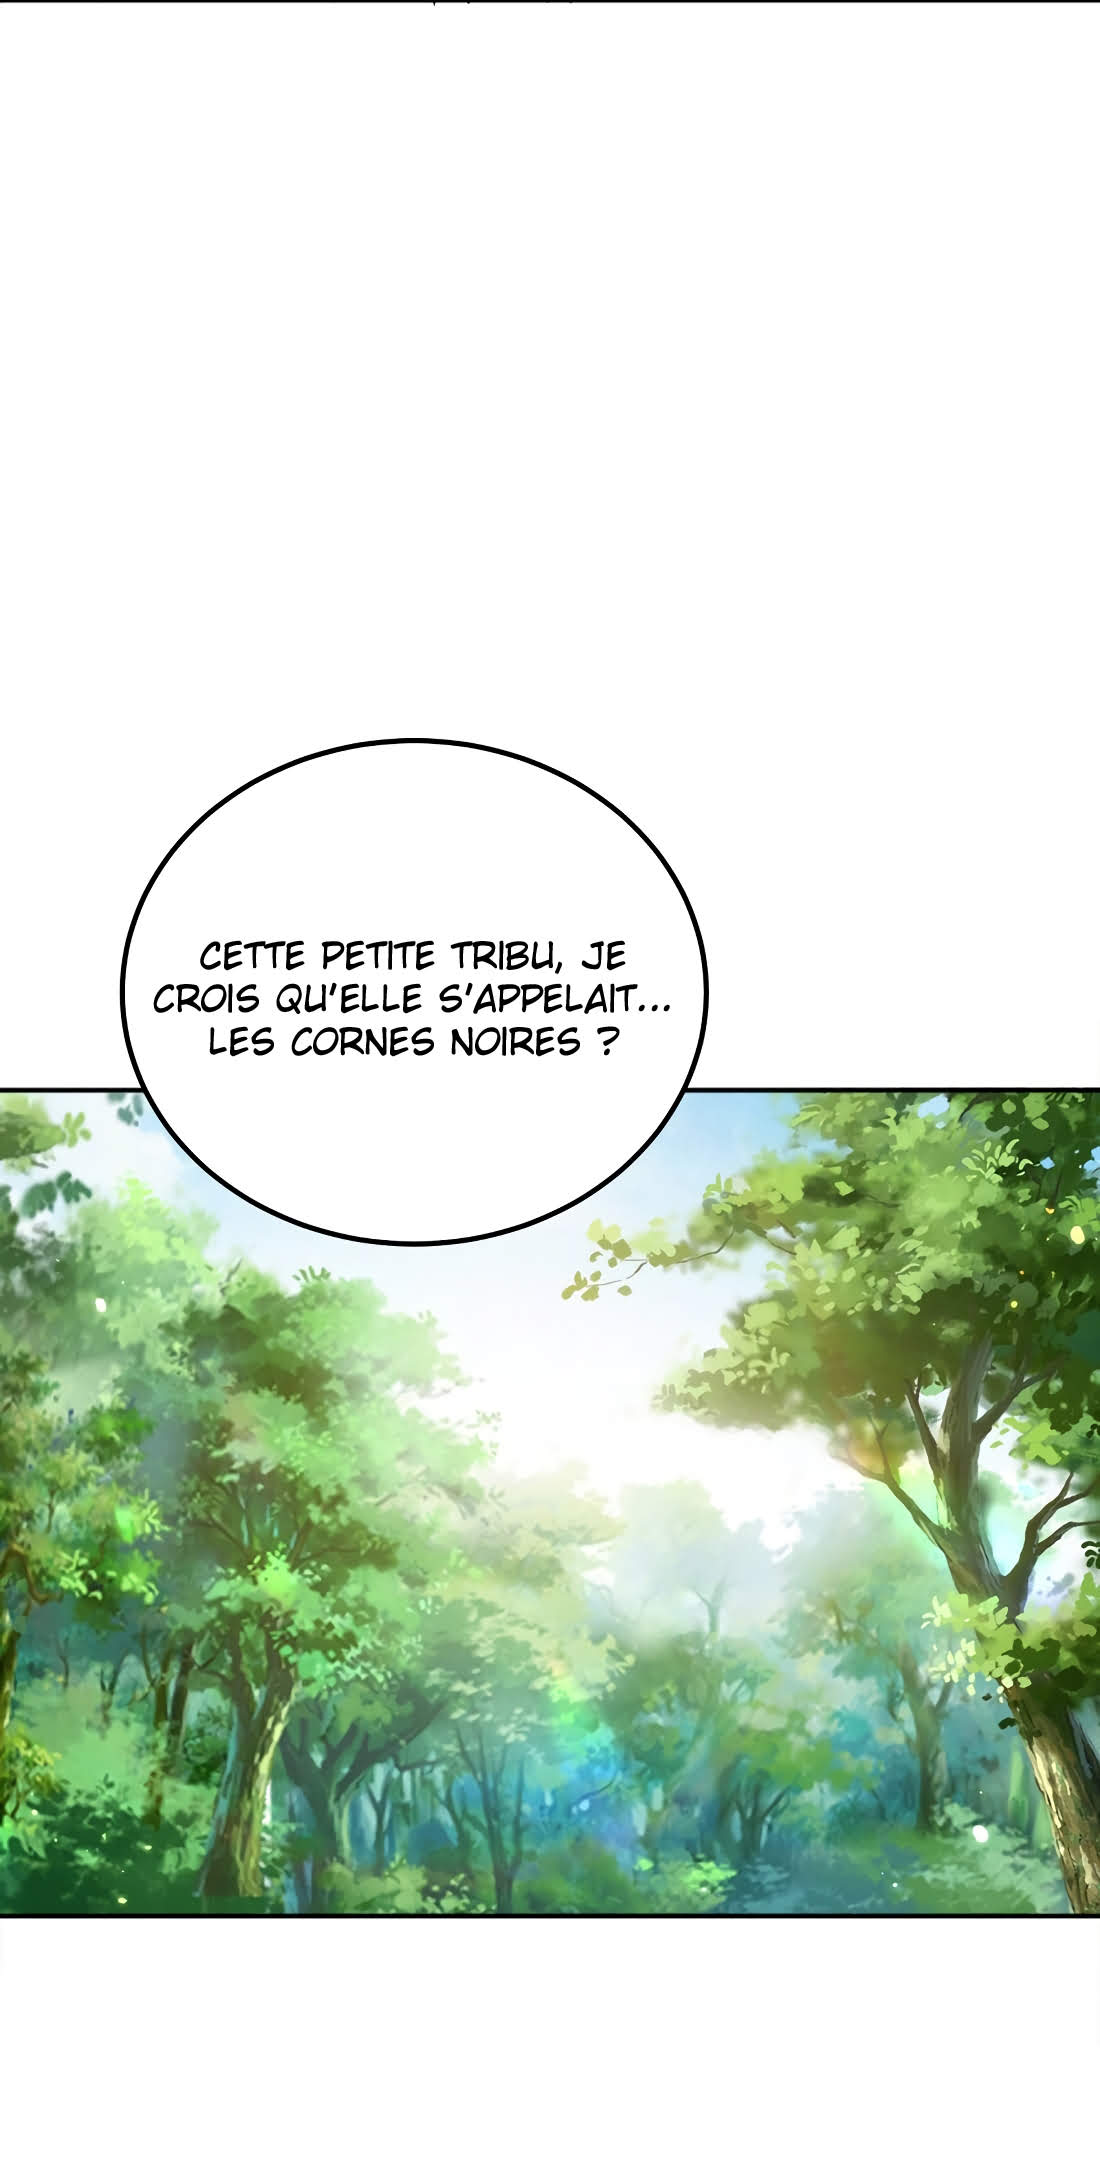 CETTE PETITE TRIBU, JE
CROIS QU'ELLE S'APPELAIT...
LES CORNES NOIRES ?